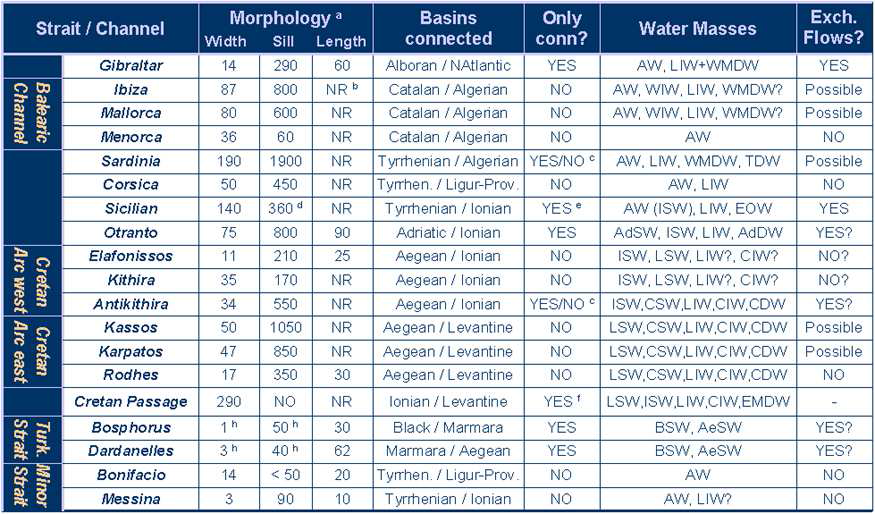 Strait / Channel Morphology a Basins connected Only conn? Water Masses Exch. Flows?
Width Sill Length
Gibraltar 14 290 60 Alboran / NAtlantic YES AW, LIW+WMDW YES
Balearic Channel
Ibiza 87 800 NR b Catalan / Algerian NO AW, WIW, LIW, WMDW? Possible
Mallorca 80 600 NR Catalan / Algerian NO AW, WIW, LIW, WMDW? Possible
Menorca 36 60 NR Catalan / Algerian NO AW NO
Sardinia 190 1900 NR Tyrrhenian / Algerian YES/NO c AW, LIW, WMDW, TDW Possible
Corsica 50 450 NR Tyrrhen. / Ligur-Prov. NO AW, LIW NO
Sicilian 140 360 d NR Tyrrhenian / Ionian YES e AW (ISW), LIW, EOW YES
Otranto 75 800 90 Adriatic / Ionian YES AdSW, ISW, LIW, AdDW YES?
Cretan Arc west
Elafonissos 11 210 25 Aegean / Ionian NO ISW, LSW, LIW?, CIW? NO?
Kithira 35 170 NR Aegean / Ionian NO ISW, LSW, LIW?, CIW? NO?
Antikithira 34 550 NR Aegean / Ionian YES/NO c ISW,CSW,LIW,CIW,CDW YES?
Cretan Arc east
Kassos 50 1050 NR Aegean / Levantine NO LSW,CSW,LIW,CIW,CDW Possible
Karpatos 47 850 NR Aegean / Levantine NO LSW,CSW,LIW,CIW,CDW Possible
Rodhes 17 350 30 Aegean / Levantine NO LSW,CSW,LIW,CIW,CDW NO
Cretan Passage 290 NO NR Ionian / Levantine YES f LSW,ISW,LIW,CIW,EMDW -
Turk. Strait
Bosphorus 1 h 50 h 30 Black / Marmara YES BSW, AeSW YES?
Dardanelles 3 h 40 h 62 Marmara / Aegean YES BSW, AeSW YES?
Minor Strait
Bonifacio 14 < 50 20 Tyrrhen. / Ligur-Prov. NO AW NO
Messina 3 90 10 Tyrrhenian / Ionian NO AW, LIW? NO